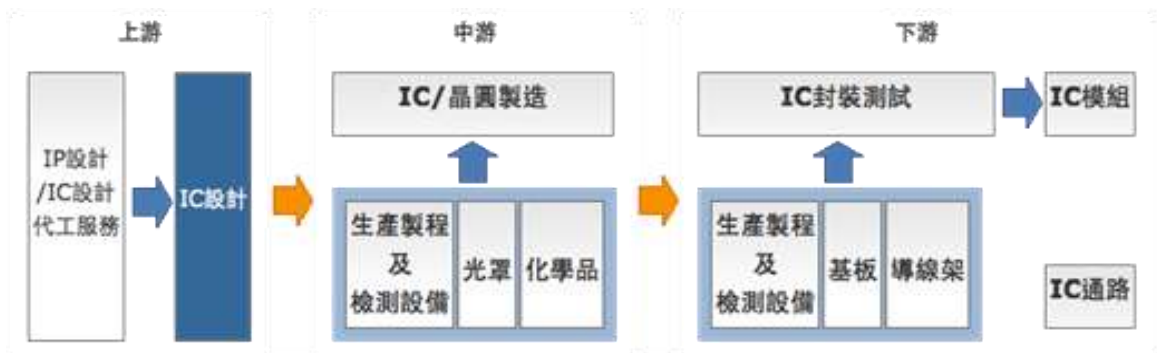 上游
IP設計
/IC設計
代工服務
IC設計
中游
IC/晶圓製造
生產製程
及
檢測設備
光罩
化學品
下游
IC封裝測試
IC模組
生產製程
及
檢測設備
基板
導線架
IC通路